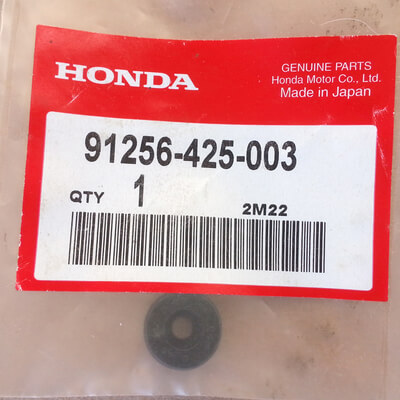 HONDA
GENUINE PARTS
Honda Motor Co., Ltd.
Made in Japan
91256-425-003
QTY 1 2M22